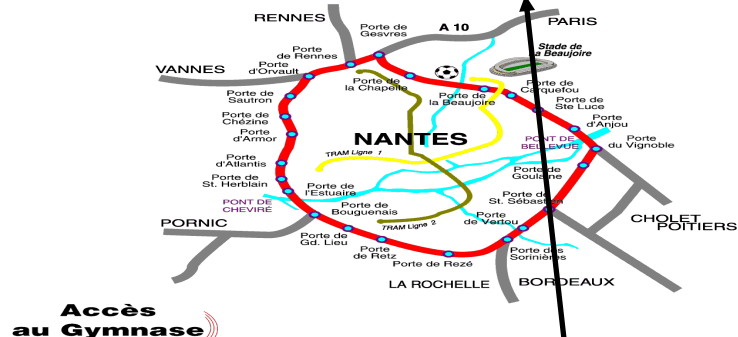 RENNES
Porte de
Gesvres
A 10
PARIS
Stade de
la Beaujoire
Porte
de Rennes
VANNES
Porte
d'Orvault
Porte de
la Chapelle
Porte de
Carquefou
Porte de
Sautron
Porte de
la Beaujoire
Porte de
Ste Luce
Porte de
Chézine
Porte
d'Anjou
Porte
d'Armor
NANTES
PONT DE
BELLEVUE
Porte
du Vignoble
TRAM Ligne 1
Porte
d'Atlantis
Porte de
Goulaine
Porte de
St. Herblain
Porte de
l'Estuaire
Porte de
St. Sébastien
PONT DE
CHEVIRÉ
Porte de
Bouguenais
Porte
de Vertou
CHOLET
POITIERS
PORNIC
TRAM Ligne 2
Porte de
Gd. Lieu
Porte
de Retz
Porte de Rezé
Porte des
Sorinières
LA ROCHELLE
BORDEAUX
Accès
au Gymnase